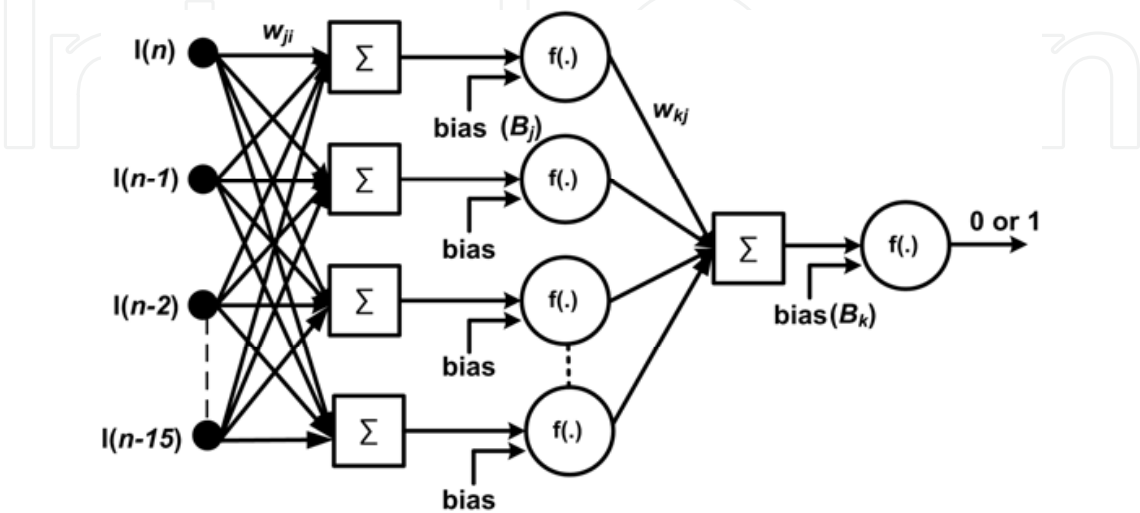 I(n)
w_ji
Σ
f(.)
bias (B_j)
w_kj
I(n-1)
Σ
f(.)
bias
Σ
f(.)
0 or 1
bias(B_k)
I(n-2)
Σ
f(.)
bias
I(n-15)
Σ
f(.)
bias